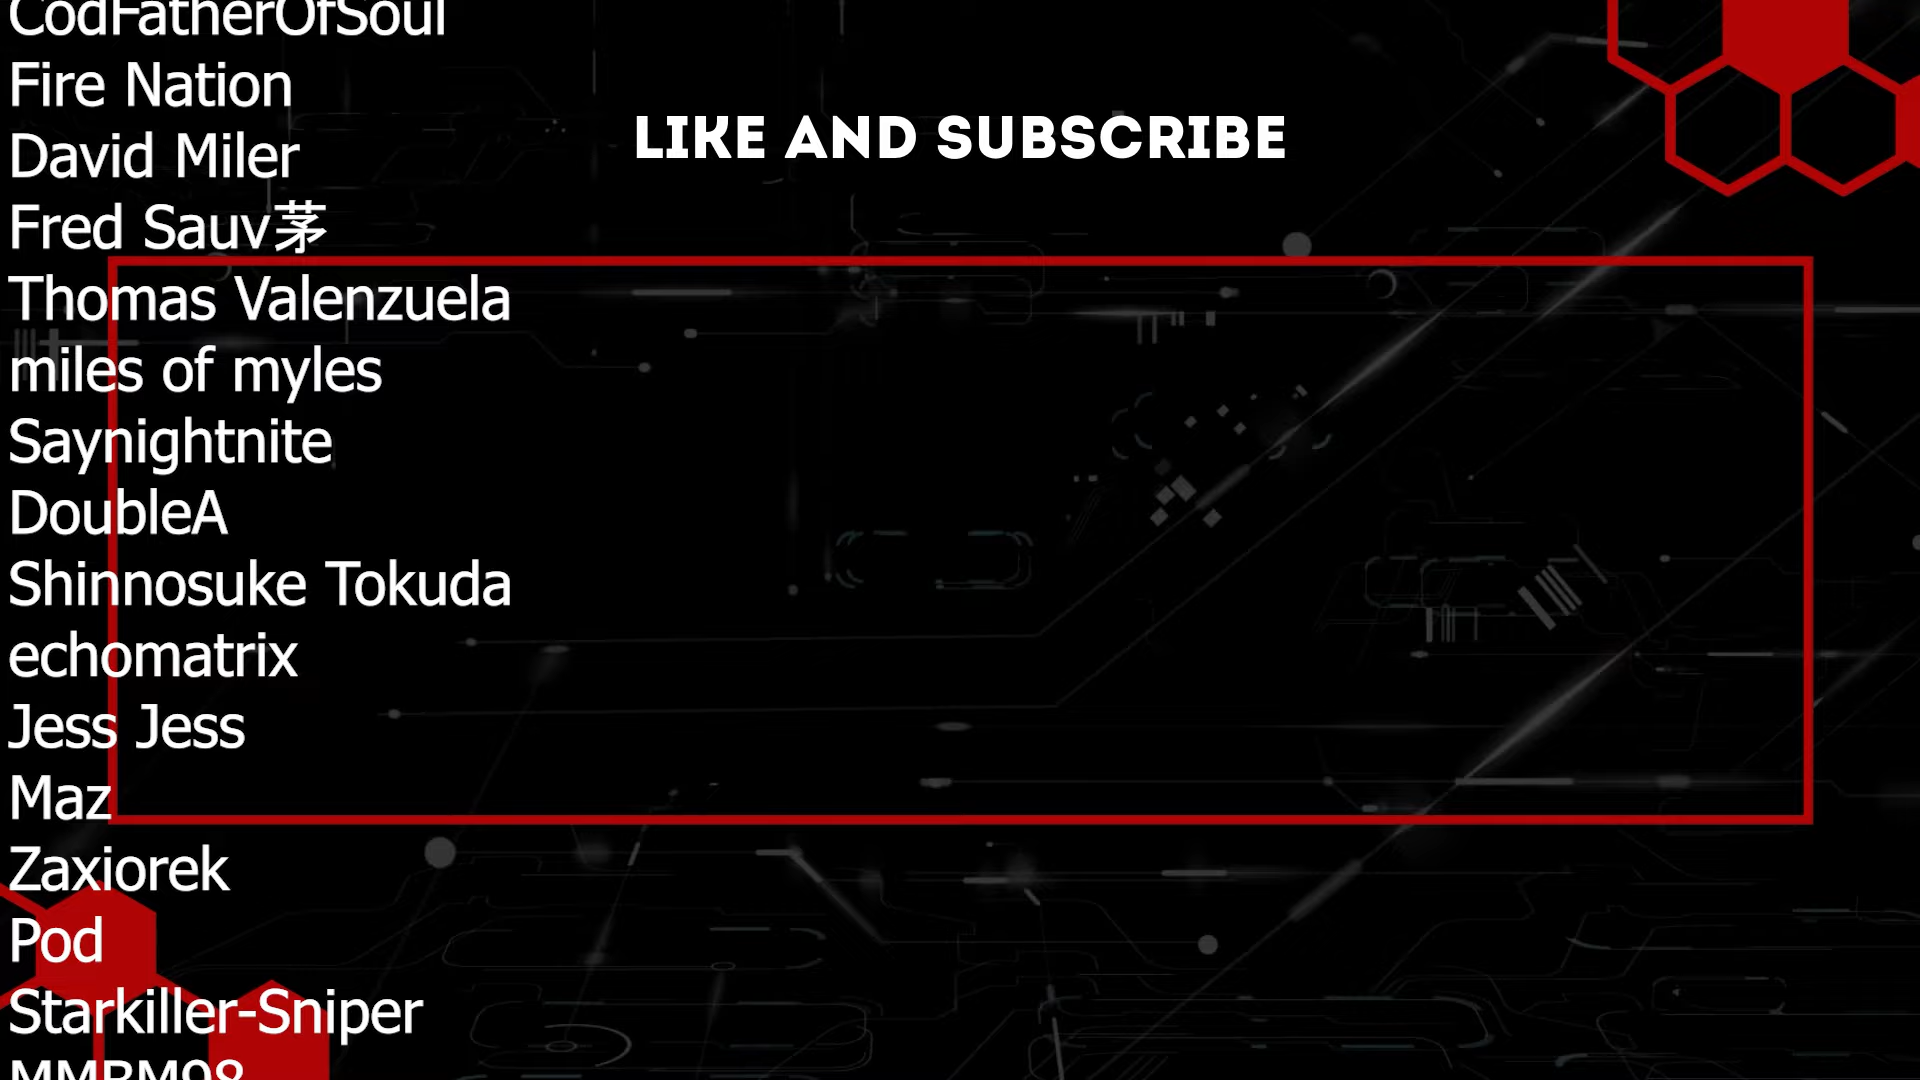 CodFatherOfSoul
Fire Nation
David Miler
LIKE AND SUBSCRIBE
Fred Sauv茅
Thomas Valenzuela
miles of myles
Saynightnite
DoubleA
Shinnosuke Tokuda
echomatrix
Jess Jess
Maz
Zaxiorek
Pod
Starkiller-Sniper
MMBM98